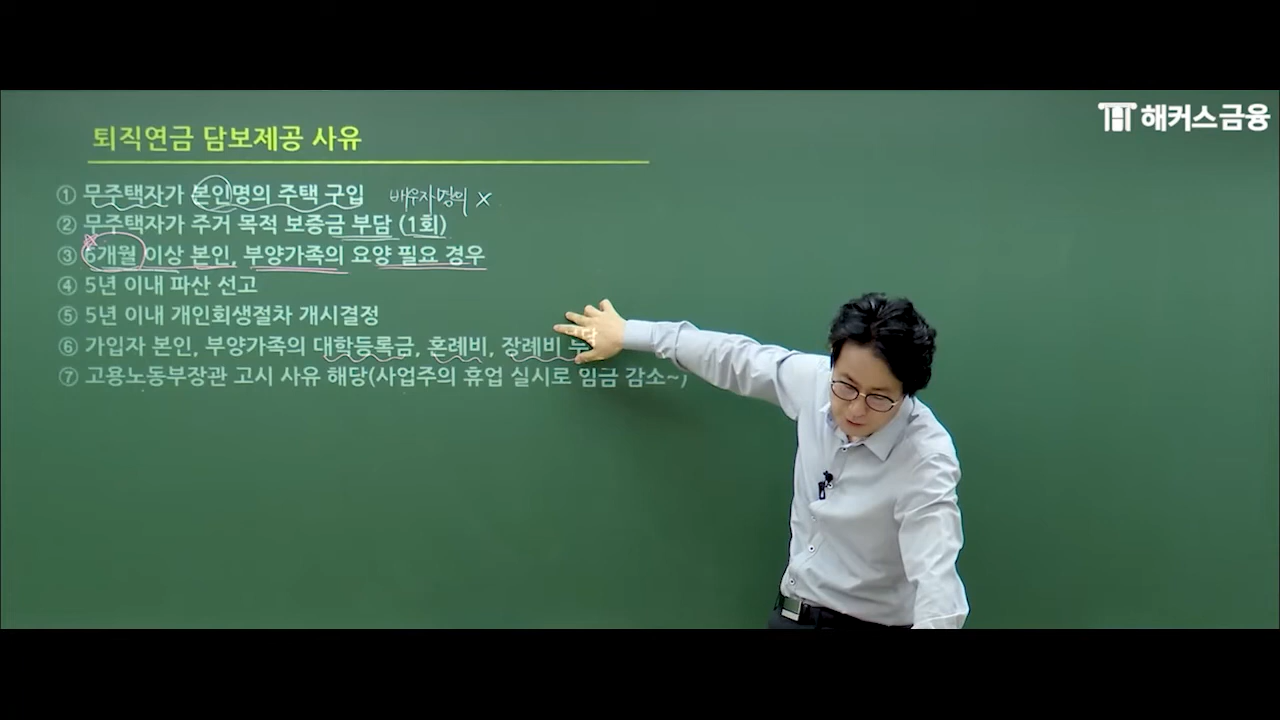 해커스금융
퇴직연금 담보제공 사유
① 무주택자가 본인명의 주택 구입 배우자 명의 X
② 무주택자가 주거 목적 보증금 부담 (1회)
③ 6개월 이상 본인, 부양가족의 요양 필요 경우
④ 5년 이내 파산 선고
⑤ 5년 이내 개인회생절차 개시결정
⑥ 가입자 본인, 부양가족의 대학등록금, 혼례비, 장례비
⑦ 고용노동부장관 고시 사유 해당(사업주의 휴업 실시로 임금 감소~)